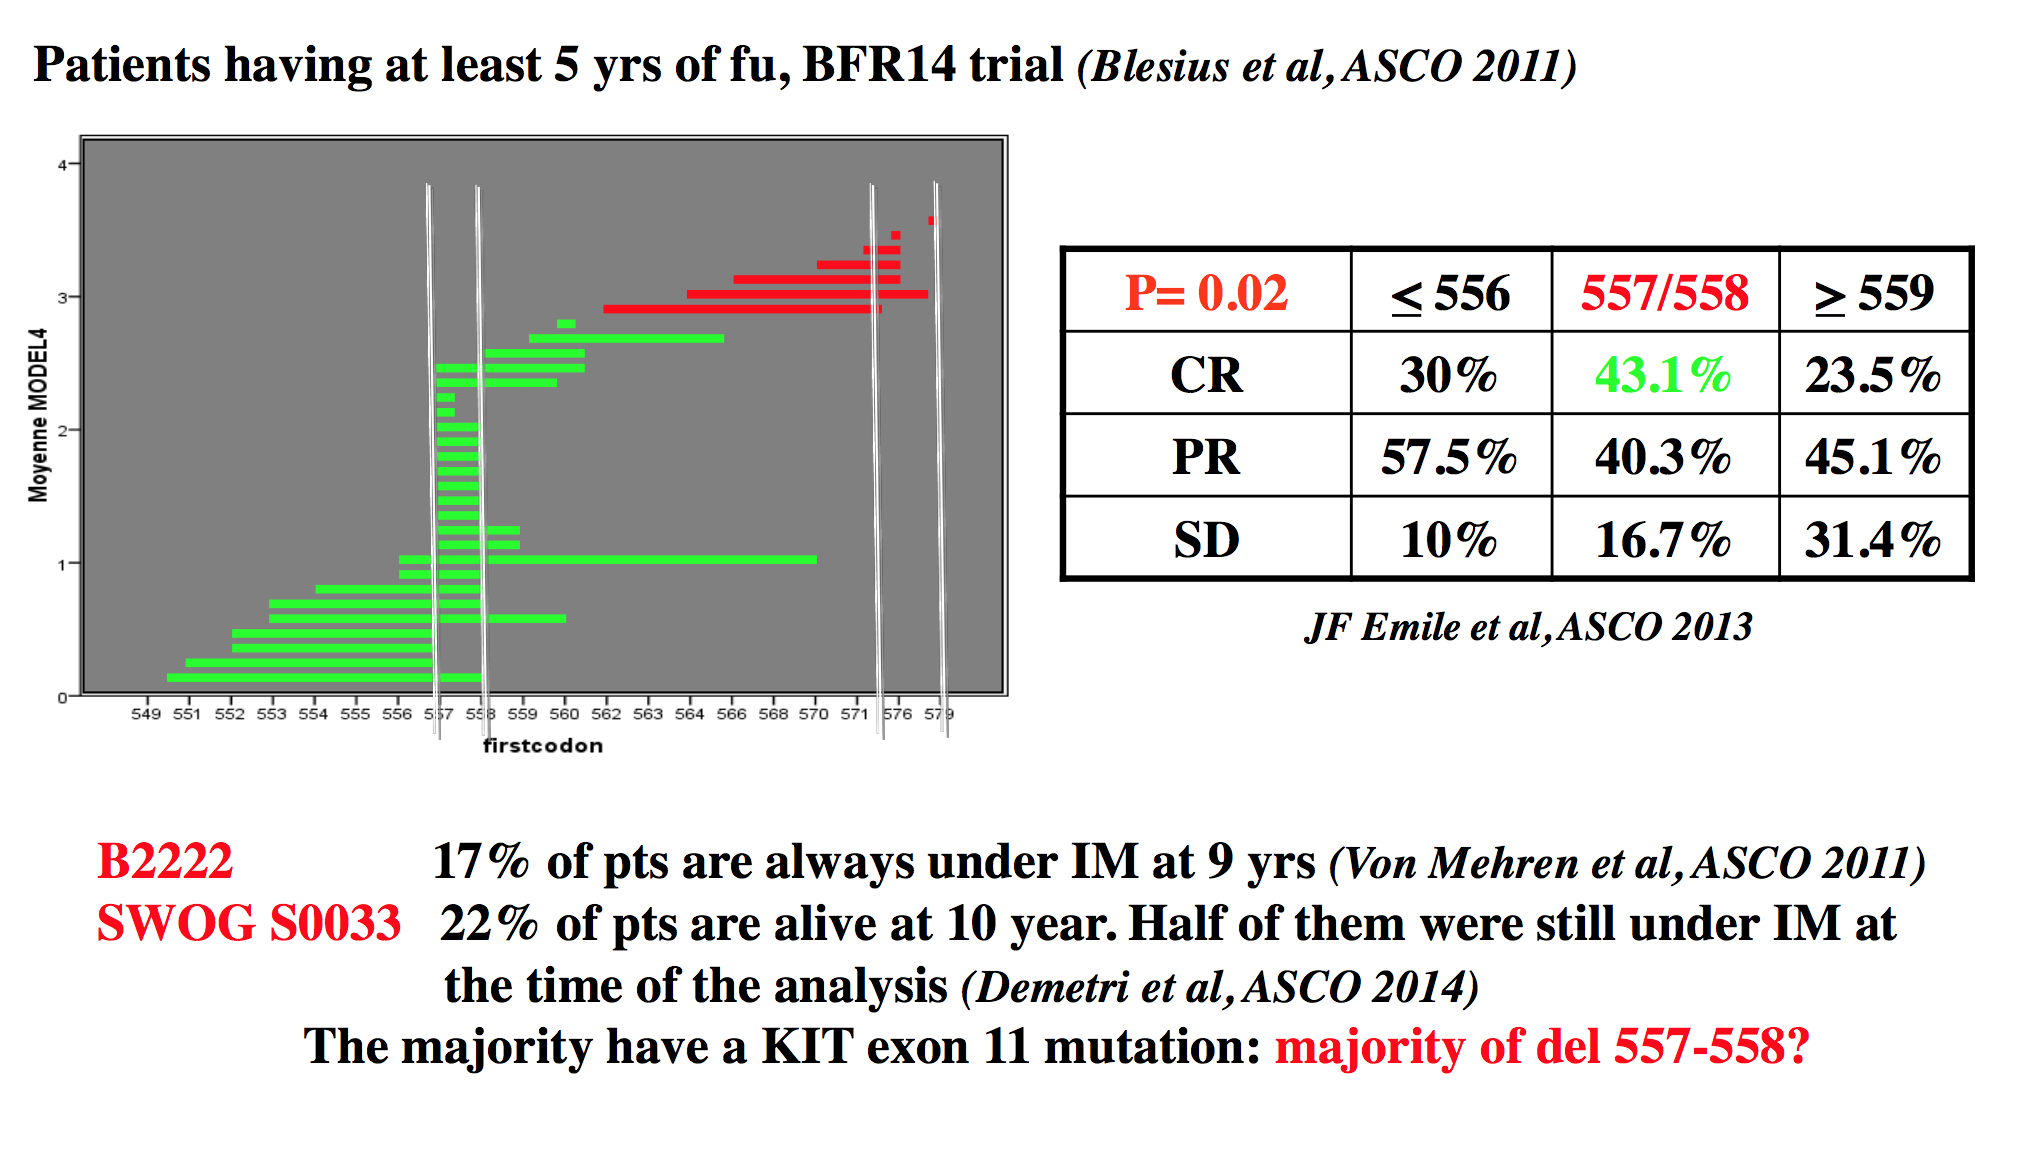 Patients having at least 5 yrs of fu, BFR14 trial (Blesius et al, ASCO 2011)
4
3
2
1
0
Moyenne MODEL4
549 551 552 553 554 555 556 557 558 559 560 562 563 564 566 568 570 571 576 579
firstcodon
P= 0.02 ≤ 556 557/558 ≥ 559
CR 30% 43.1% 23.5%
PR 57.5% 40.3% 45.1%
SD 10% 16.7% 31.4%
JF Emile et al, ASCO 2013
B2222 17% of pts are always under IM at 9 yrs (Von Mehren et al, ASCO 2011)
SWOG S0033 22% of pts are alive at 10 year. Half of them were still under IM at
the time of the analysis (Demetri et al, ASCO 2014)
The majority have a KIT exon 11 mutation: majority of del 557-558?